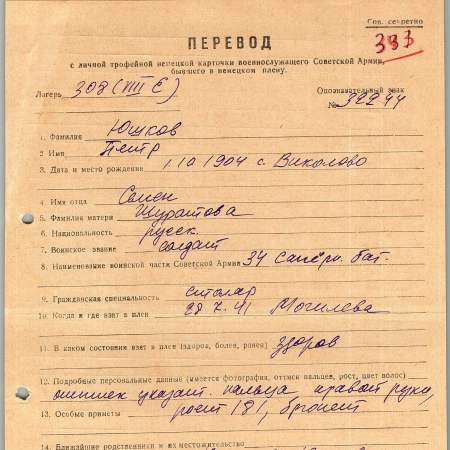 Сов. секретно
333
ПЕРЕВОД
с личной трофейной немецкой карточки военнослужащего Советской Армии,
бывшего в немецком плену.
Лагерь 308 (VIII E)
Опознавательный знак
№ 32244
1. Фамилия Юшков
2. Имя Петр
3. Дата и место рождения 1.10 1904 с. Виколово
4. Имя отца Семен
5. Фамилия матери Шуратова
6. Национальность русск.
7. Воинское звание солдат
8. Наименование воинской части Советской Армии 34 саперн. бат.
9. Гражданская специальность столяр
10. Когда и где взят в плен 28 7. 41 Могилева
11. В каком состоянии взят в плен (здоров, болен, ранен) здоров
12. Подробные персональные данные (имеется фотография, оттиск пальцев, рост, цвет волос)
оттиск указат. пальца правой руки,
13. Особые приметы рост 181, брюнет
14. Ближайшие родственники и их местожительство